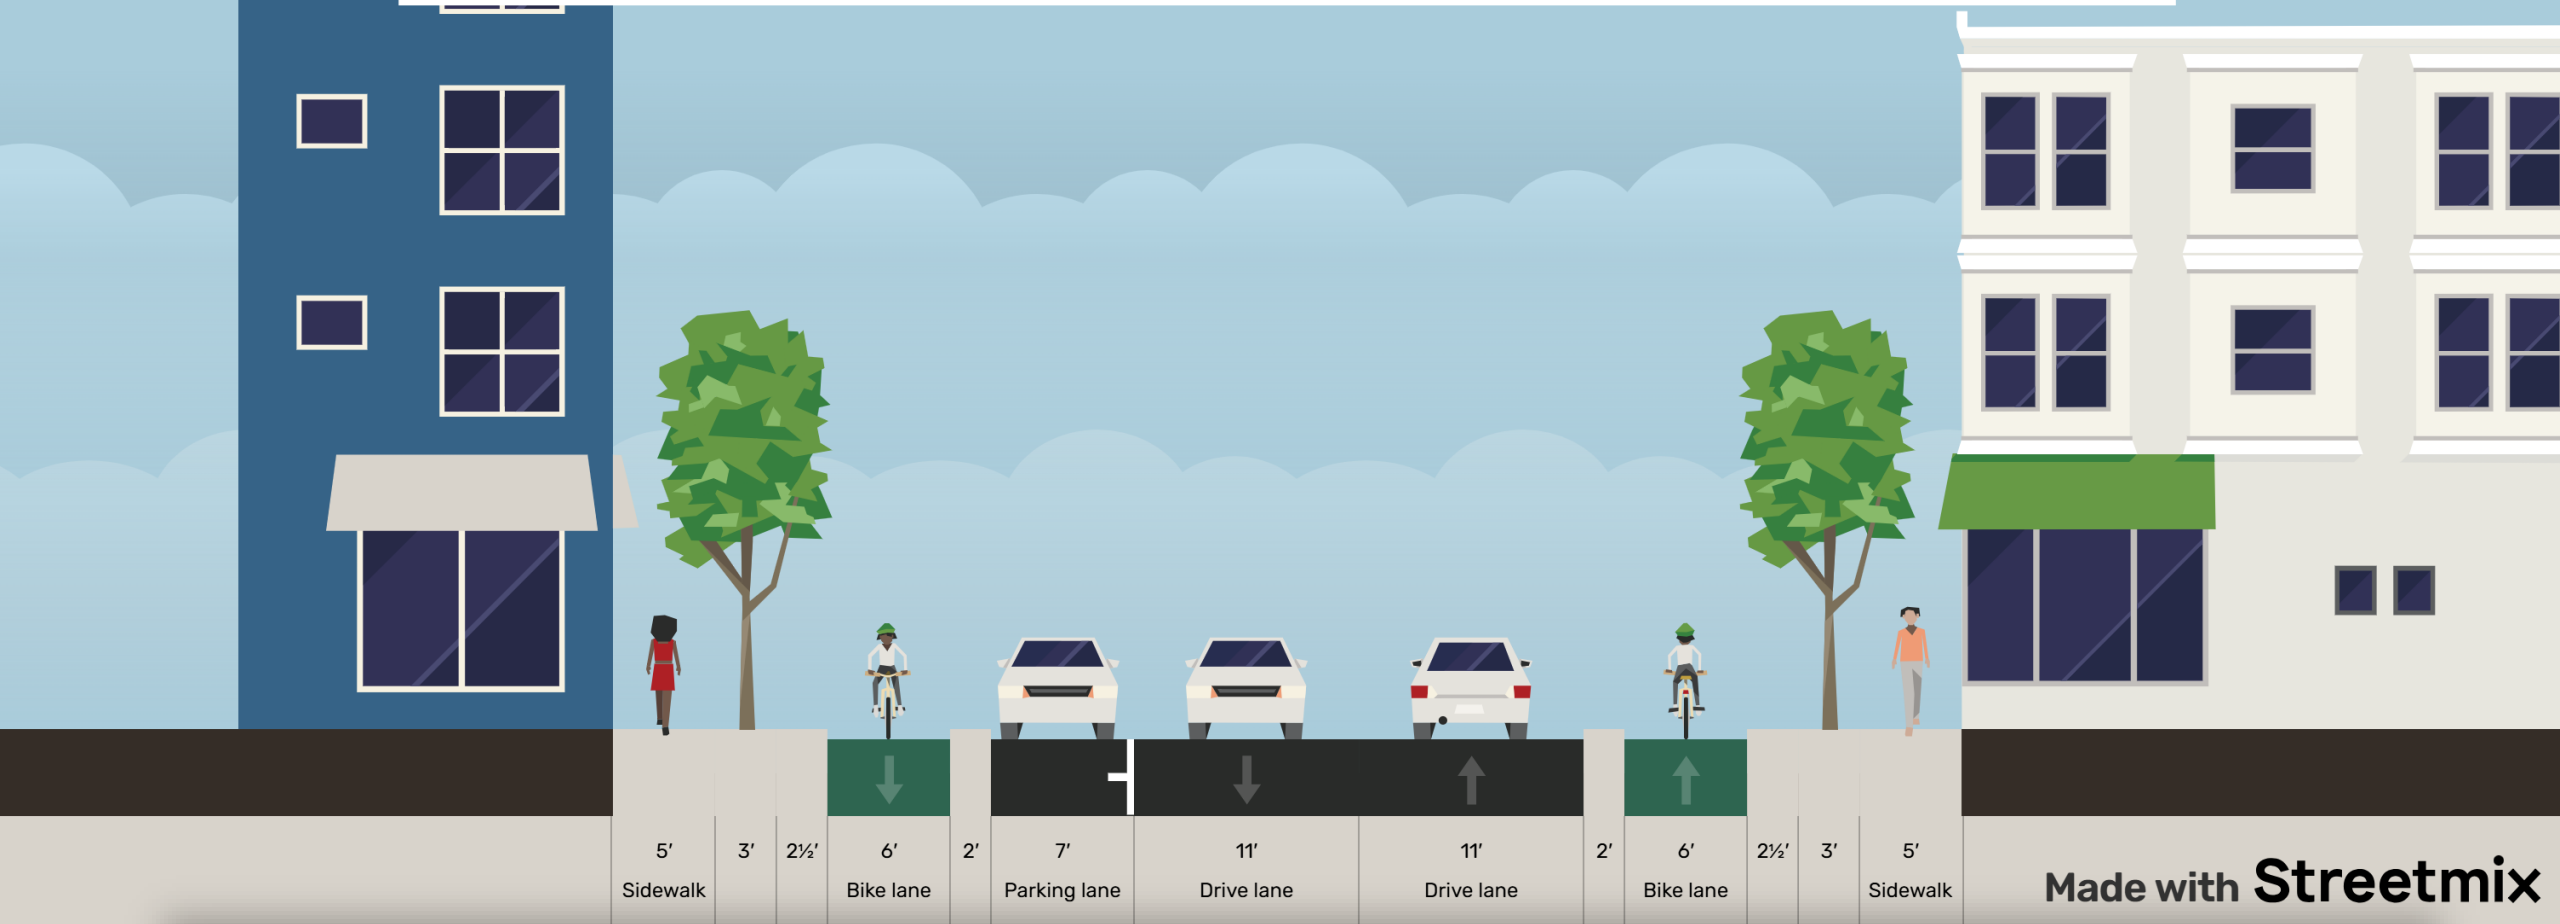 5′ 3′ 2½′ 6′ 2′ 7′ 11′ 11′ 2′ 6′ 2½′ 3′ 5′
Sidewalk Bike lane Parking lane Drive lane Drive lane Bike lane Sidewalk
Made with Streetmix